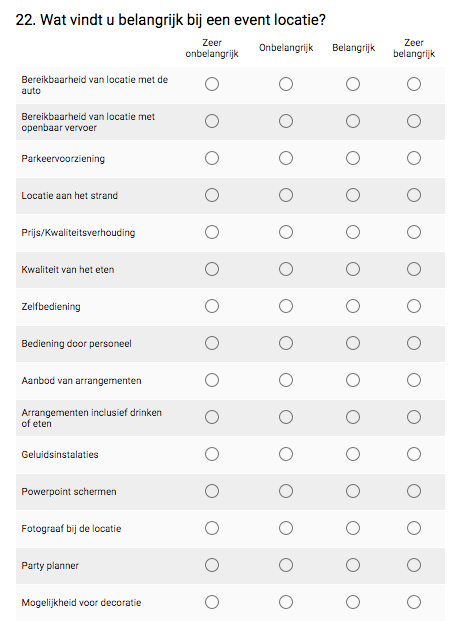 22. Wat vindt u belangrijk bij een event locatie?
Zeer
onbelangrijk
Onbelangrijk
Belangrijk
Zeer
belangrijk
Bereikbaarheid van locatie met de
auto
Bereikbaarheid van locatie met
openbaar vervoer
Parkeervoorziening
Locatie aan het strand
Prijs/Kwaliteitsverhouding
Kwaliteit van het eten
Zelfbediening
Bediening door personeel
Aanbod van arrangementen
Arrangementen inclusief drinken
of eten
Geluidsinstalaties
Powerpoint schermen
Fotograaf bij de locatie
Party planner
Mogelijkheid voor decoratie